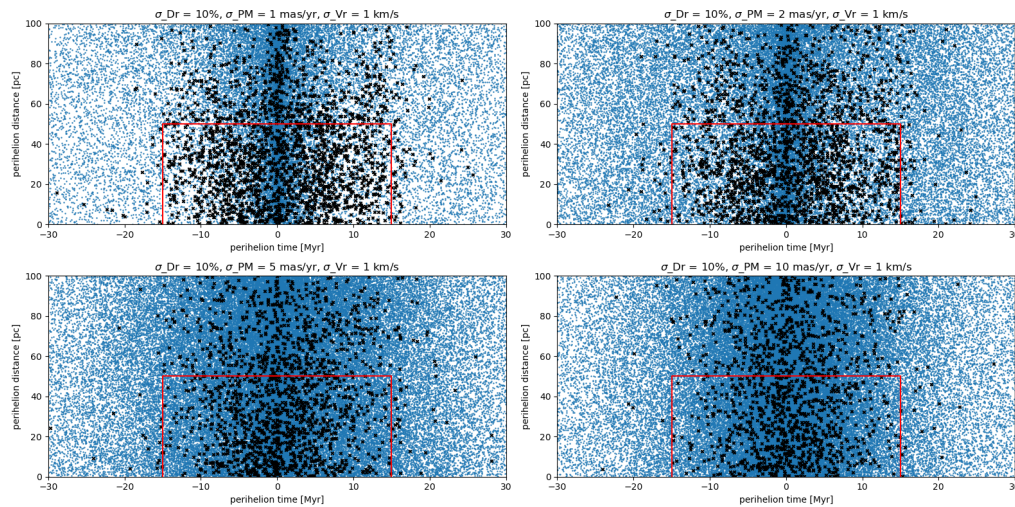 σ_Dr = 10%, σ_PM = 1 mas/yr, σ_Vr = 1 km/s
100
80
60
40
20
0
perihelion distance [pc]
−30 −20 −10 0 10 20 30
perihelion time [Myr]
σ_Dr = 10%, σ_PM = 2 mas/yr, σ_Vr = 1 km/s
100
80
60
40
20
0
perihelion distance [pc]
−30 −20 −10 0 10 20 30
perihelion time [Myr]
σ_Dr = 10%, σ_PM = 5 mas/yr, σ_Vr = 1 km/s
100
80
60
40
20
0
perihelion distance [pc]
−30 −20 −10 0 10 20 30
perihelion time [Myr]
σ_Dr = 10%, σ_PM = 10 mas/yr, σ_Vr = 1 km/s
100
80
60
40
20
0
perihelion distance [pc]
−30 −20 −10 0 10 20 30
perihelion time [Myr]